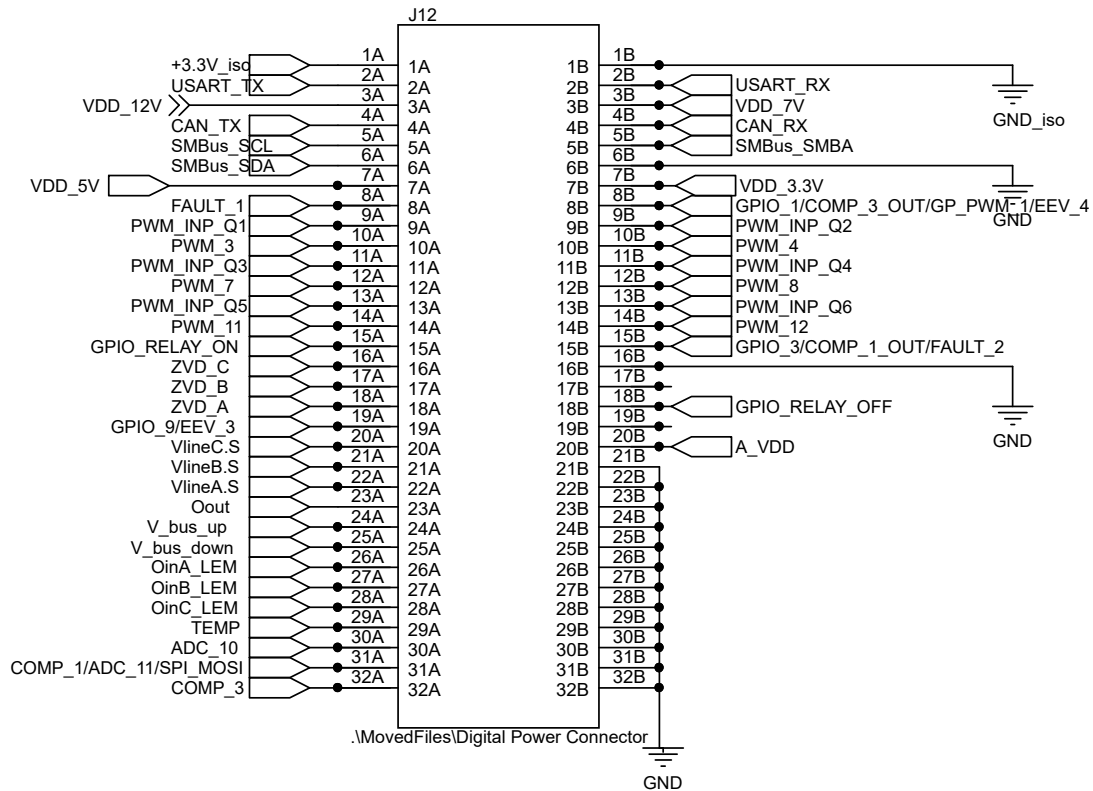 J12
+3.3V_iso 1A 1A 1B 1B
USART_TX 2A 2A 2B 2B USART_RX
VDD_12V 3A 3A 3B 3B VDD_7V
CAN_TX 4A 4A 4B 4B CAN_RX
GND_iso
SMBus_SCL 5A 5A 5B 5B SMBus_SMBA
SMBus_SDA 6A 6A 6B 6B
VDD_5V 7A 7A 7B 7B VDD_3.3V
FAULT_1 8A 8A 8B 8B GPIO_1/COMP_3_OUT/GP_PWM_1/EEV_4
GND
PWM_INP_Q1 9A 9A 9B 9B PWM_INP_Q2
PWM_3 10A 10A 10B 10B PWM_4
PWM_INP_Q3 11A 11A 11B 11B PWM_INP_Q4
PWM_7 12A 12A 12B 12B PWM_8
PWM_INP_Q5 13A 13A 13B 13B PWM_INP_Q6
PWM_11 14A 14A 14B 14B PWM_12
GPIO_RELAY_ON 15A 15A 15B 15B GPIO_3/COMP_1_OUT/FAULT_2
ZVD_C 16A 16A 16B 16B
ZVD_B 17A 17A 17B 17B
ZVD_A 18A 18A 18B 18B GPIO_RELAY_OFF
GPIO_9/EEV_3 19A 19A 19B 19B
GND
VlineC.S 20A 20A 20B 20B A_VDD
VlineB.S 21A 21A 21B 21B
VlineA.S 22A 22A 22B 22B
Oout 23A 23A 23B 23B
V_bus_up 24A 24A 24B 24B
V_bus_down 25A 25A 25B 25B
OinA_LEM 26A 26A 26B 26B
OinB_LEM 27A 27A 27B 27B
OinC_LEM 28A 28A 28B 28B
TEMP 29A 29A 29B 29B
ADC_10 30A 30A 30B 30B
COMP_1/ADC_11/SPI_MOSI 31A 31A 31B 31B
COMP_3 32A 32A 32B 32B
.\MovedFiles\Digital Power Connector
GND